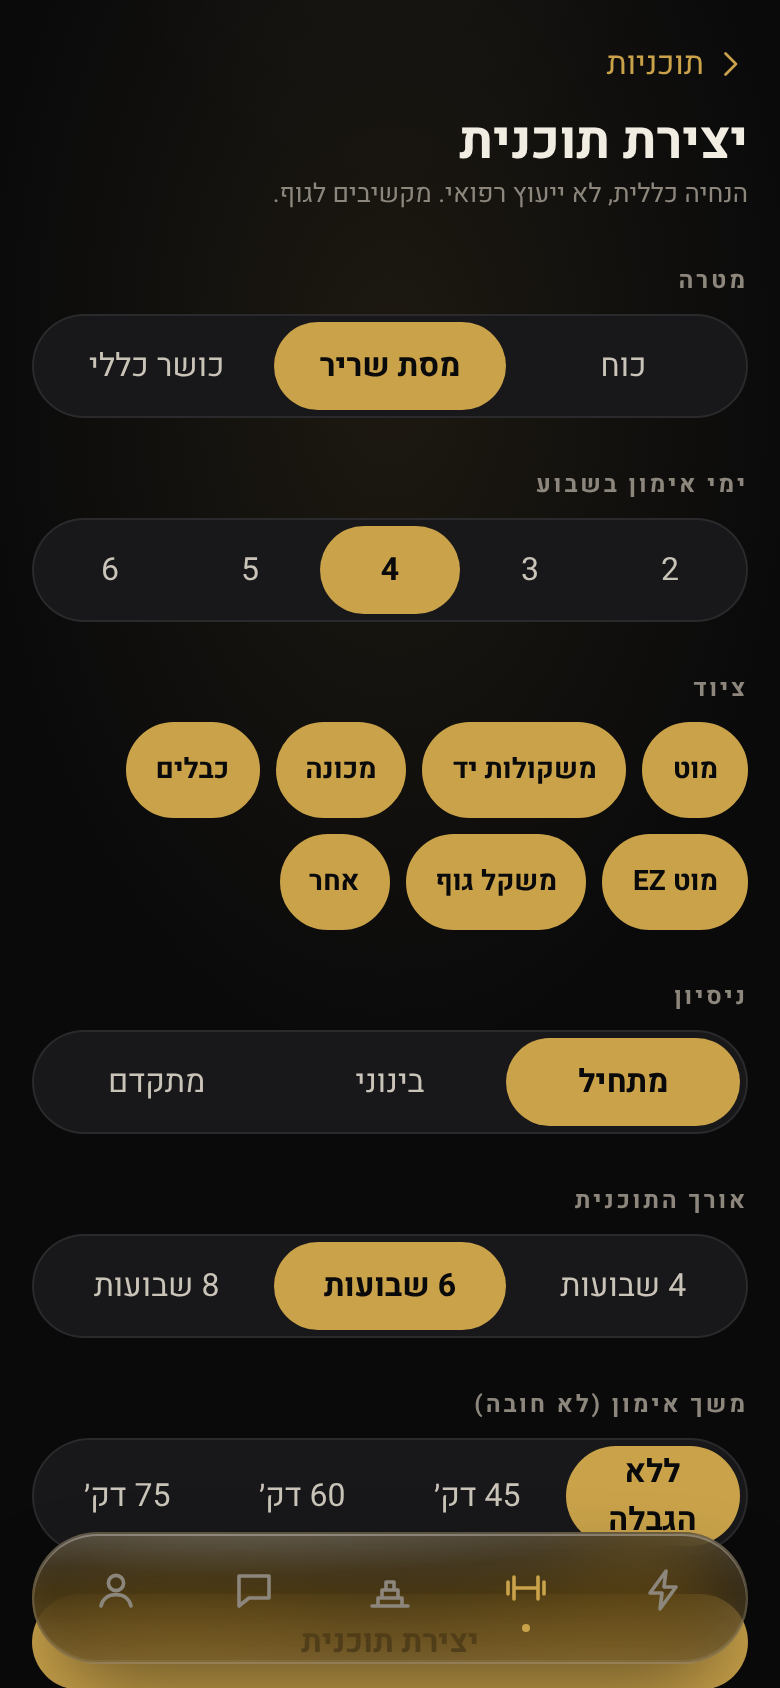 תוכניות
יצירת תוכנית
הנחיה כללית, לא ייעוץ רפואי. מקשיבים לגוף.
מטרה
כוח מסת שריר כושר כללי
ימי אימון בשבוע
2 3 4 5 6
ציוד
מוט משקולות יד מכונה כבלים
מוט EZ משקל גוף אחר
ניסיון
מתחיל בינוני מתקדם
אורך התוכנית
4 שבועות 6 שבועות 8 שבועות
משך אימון (לא חובה)
ללא הגבלה 45 דק׳ 60 דק׳ 75 דק׳
יצירת תוכנית